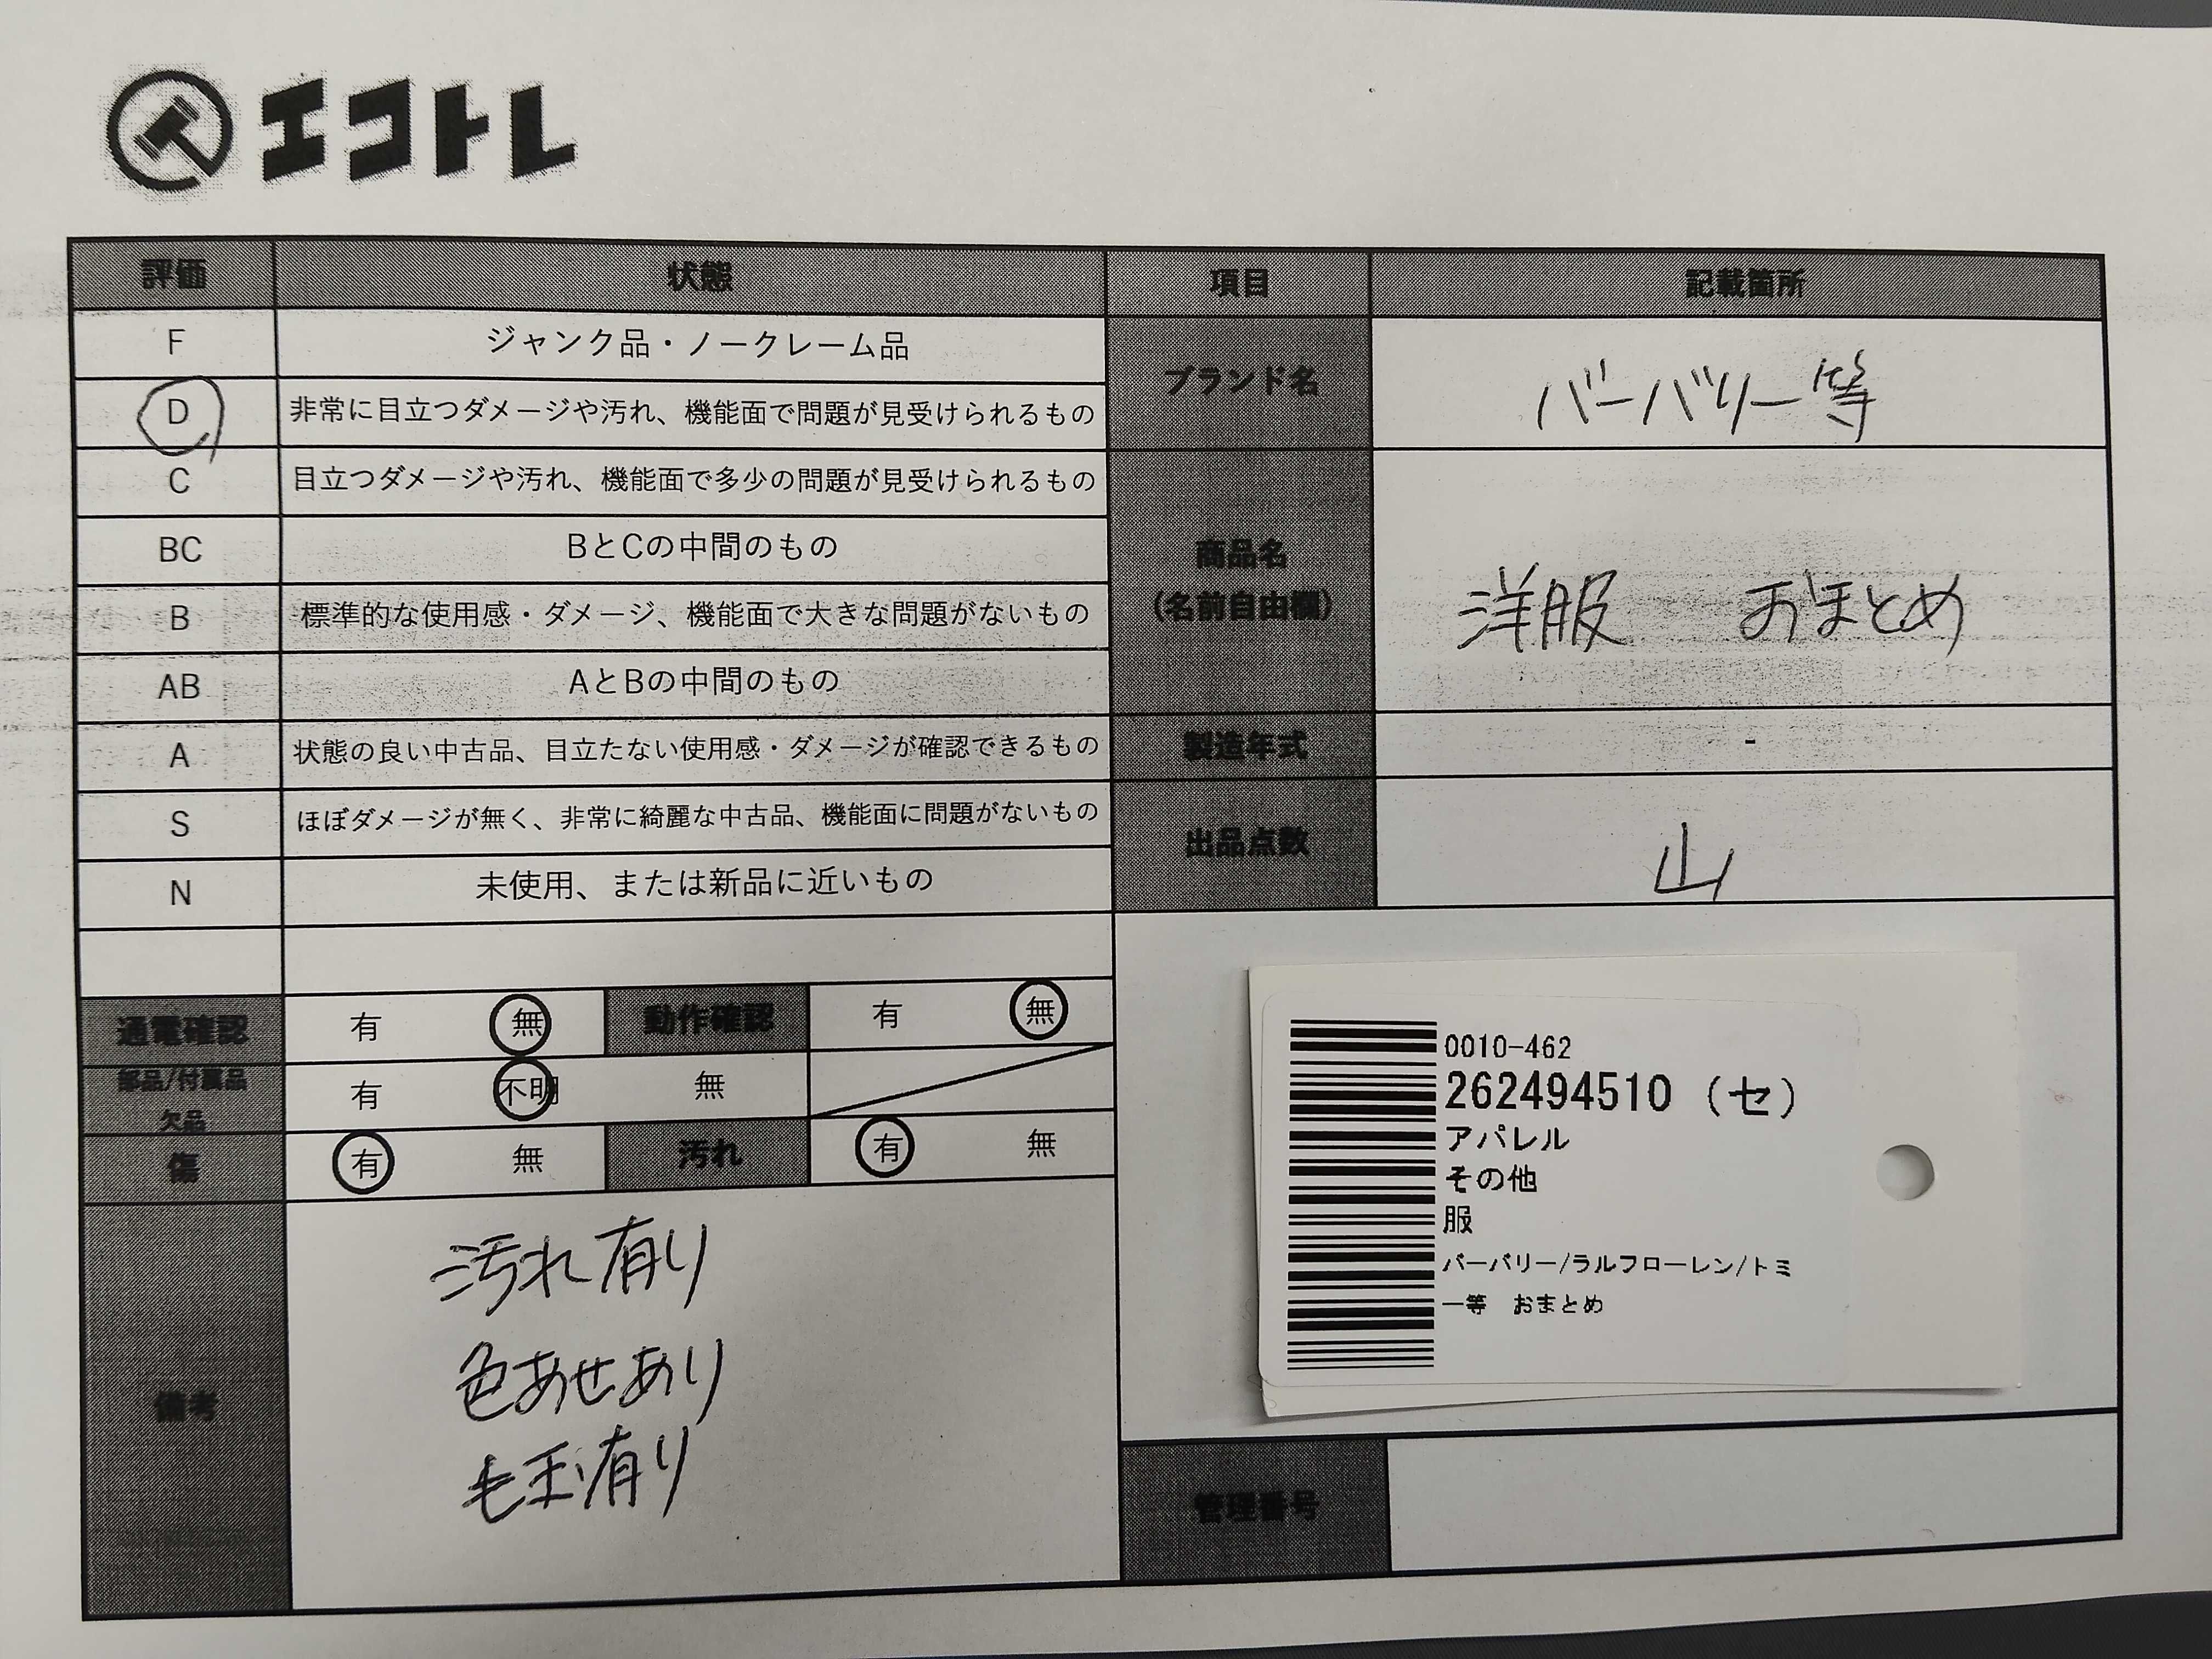 エコトレ
評価 状態 項目 記載箇所
F ジャンク品・ノークレーム品
D 非常に目立つダメージや汚れ、機能面で問題が見受けられるもの
C 目立つダメージや汚れ、機能面で多少の問題が見受けられるもの
BC BとCの中間のもの
B 標準的な使用感・ダメージ、機能面で大きな問題がないもの
AB AとBの中間のもの
A 状態の良い中古品、目立たない使用感・ダメージが確認できるもの
S ほぼダメージが無く、非常に綺麗な中古品、機能面に問題がないもの
N 未使用、または新品に近いもの
ブランド名 バーバリー等
商品名
(名前自由欄)
洋服 おまとめ
製造年式 -
出品点数 山
通電確認 有 無 動作確認 有 無
部品/付属品
欠品
有 不明 無
傷 有 無 汚れ 有 無
備考
汚れ有り
色あせあり
毛玉有り
0010-462
262494510 (セ)
アパレル
その他
服
バーバリー/ラルフローレン/トミ
ー等 おまとめ
管理番号